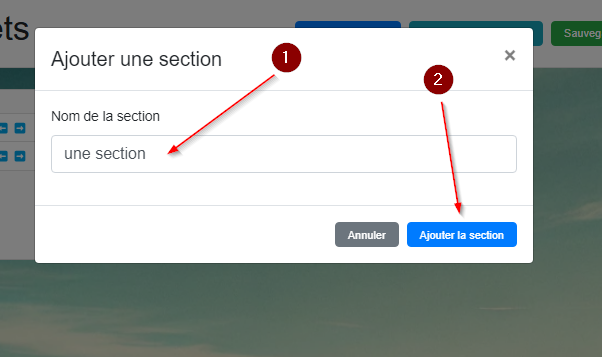 ets
Sauveg
Ajouter une section
×
1
2
Nom de la section
une section
Annuler
Ajouter la section